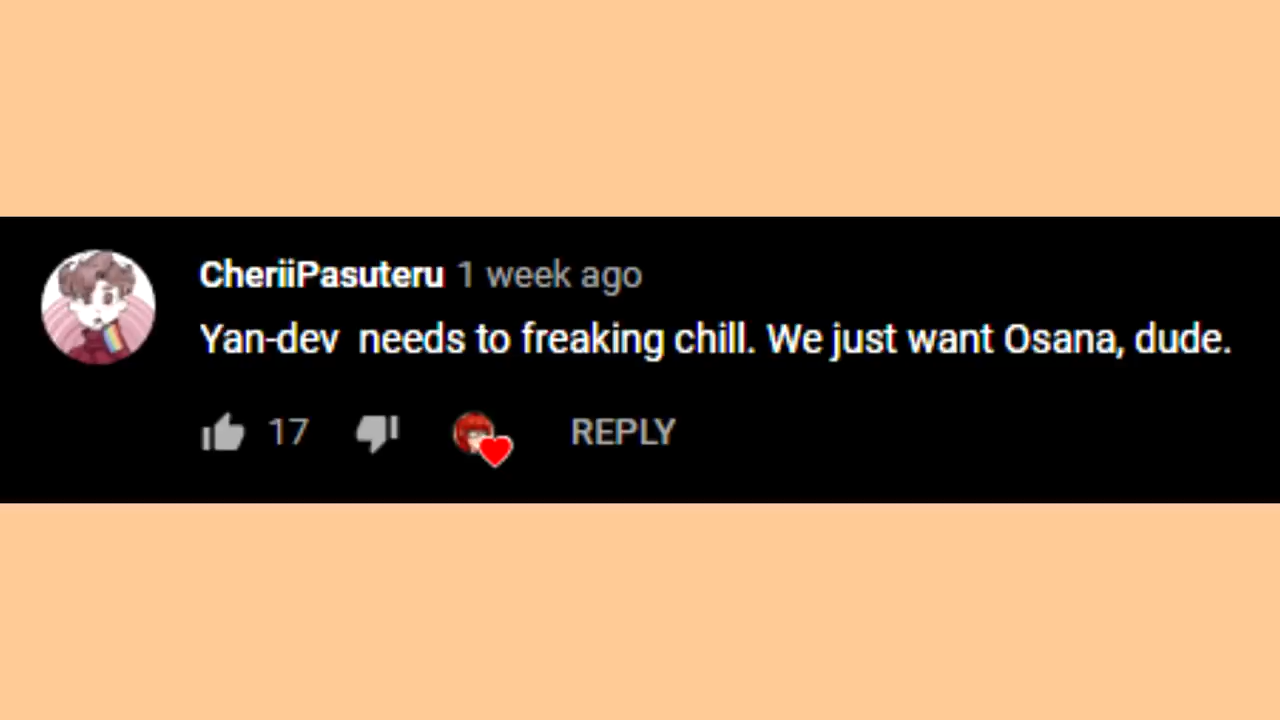 CheriiPasuteru 1 week ago
Yan-dev  needs to freaking chill. We just want Osana, dude.
17 REPLY